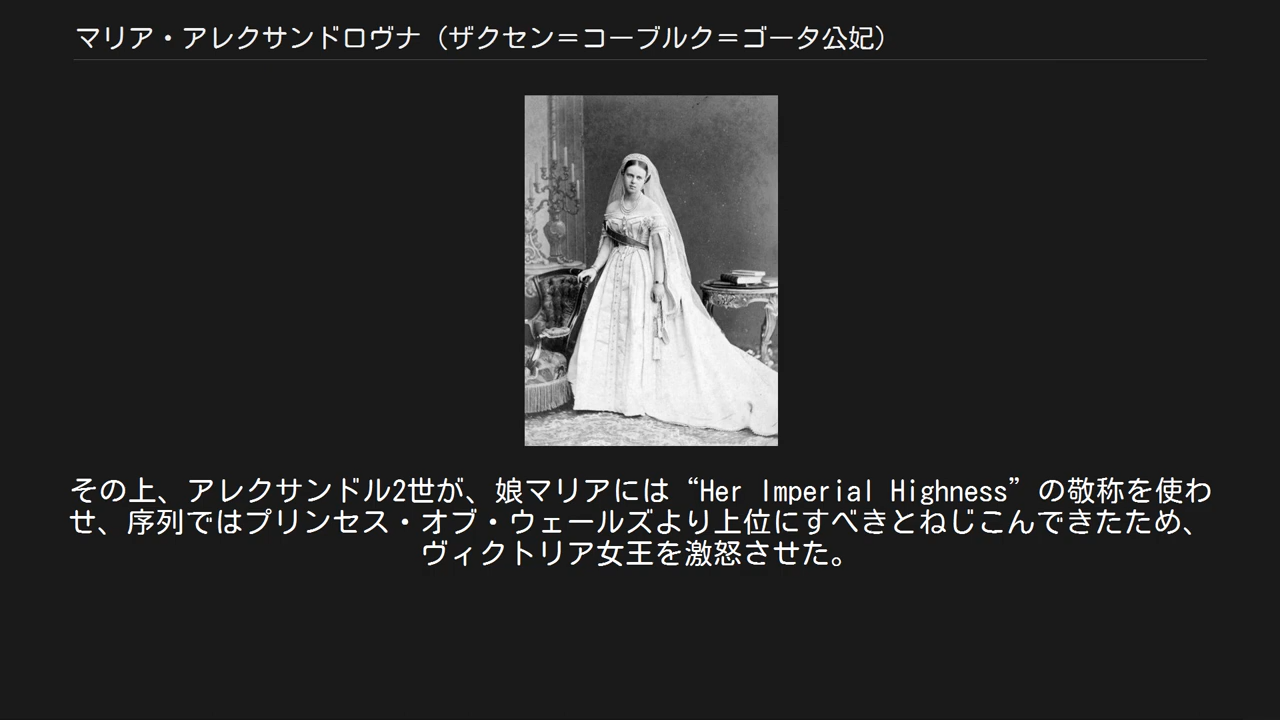 マリア・アレクサンドロヴナ（ザクセン＝コーブルク＝ゴータ公妃）
その上、アレクサンドル2世が、娘マリアには“Her Imperial Highness”の敬称を使わ
せ、序列ではプリンセス・オブ・ウェールズより上位にすべきとねじこんできたため、
ヴィクトリア女王を激怒させた。